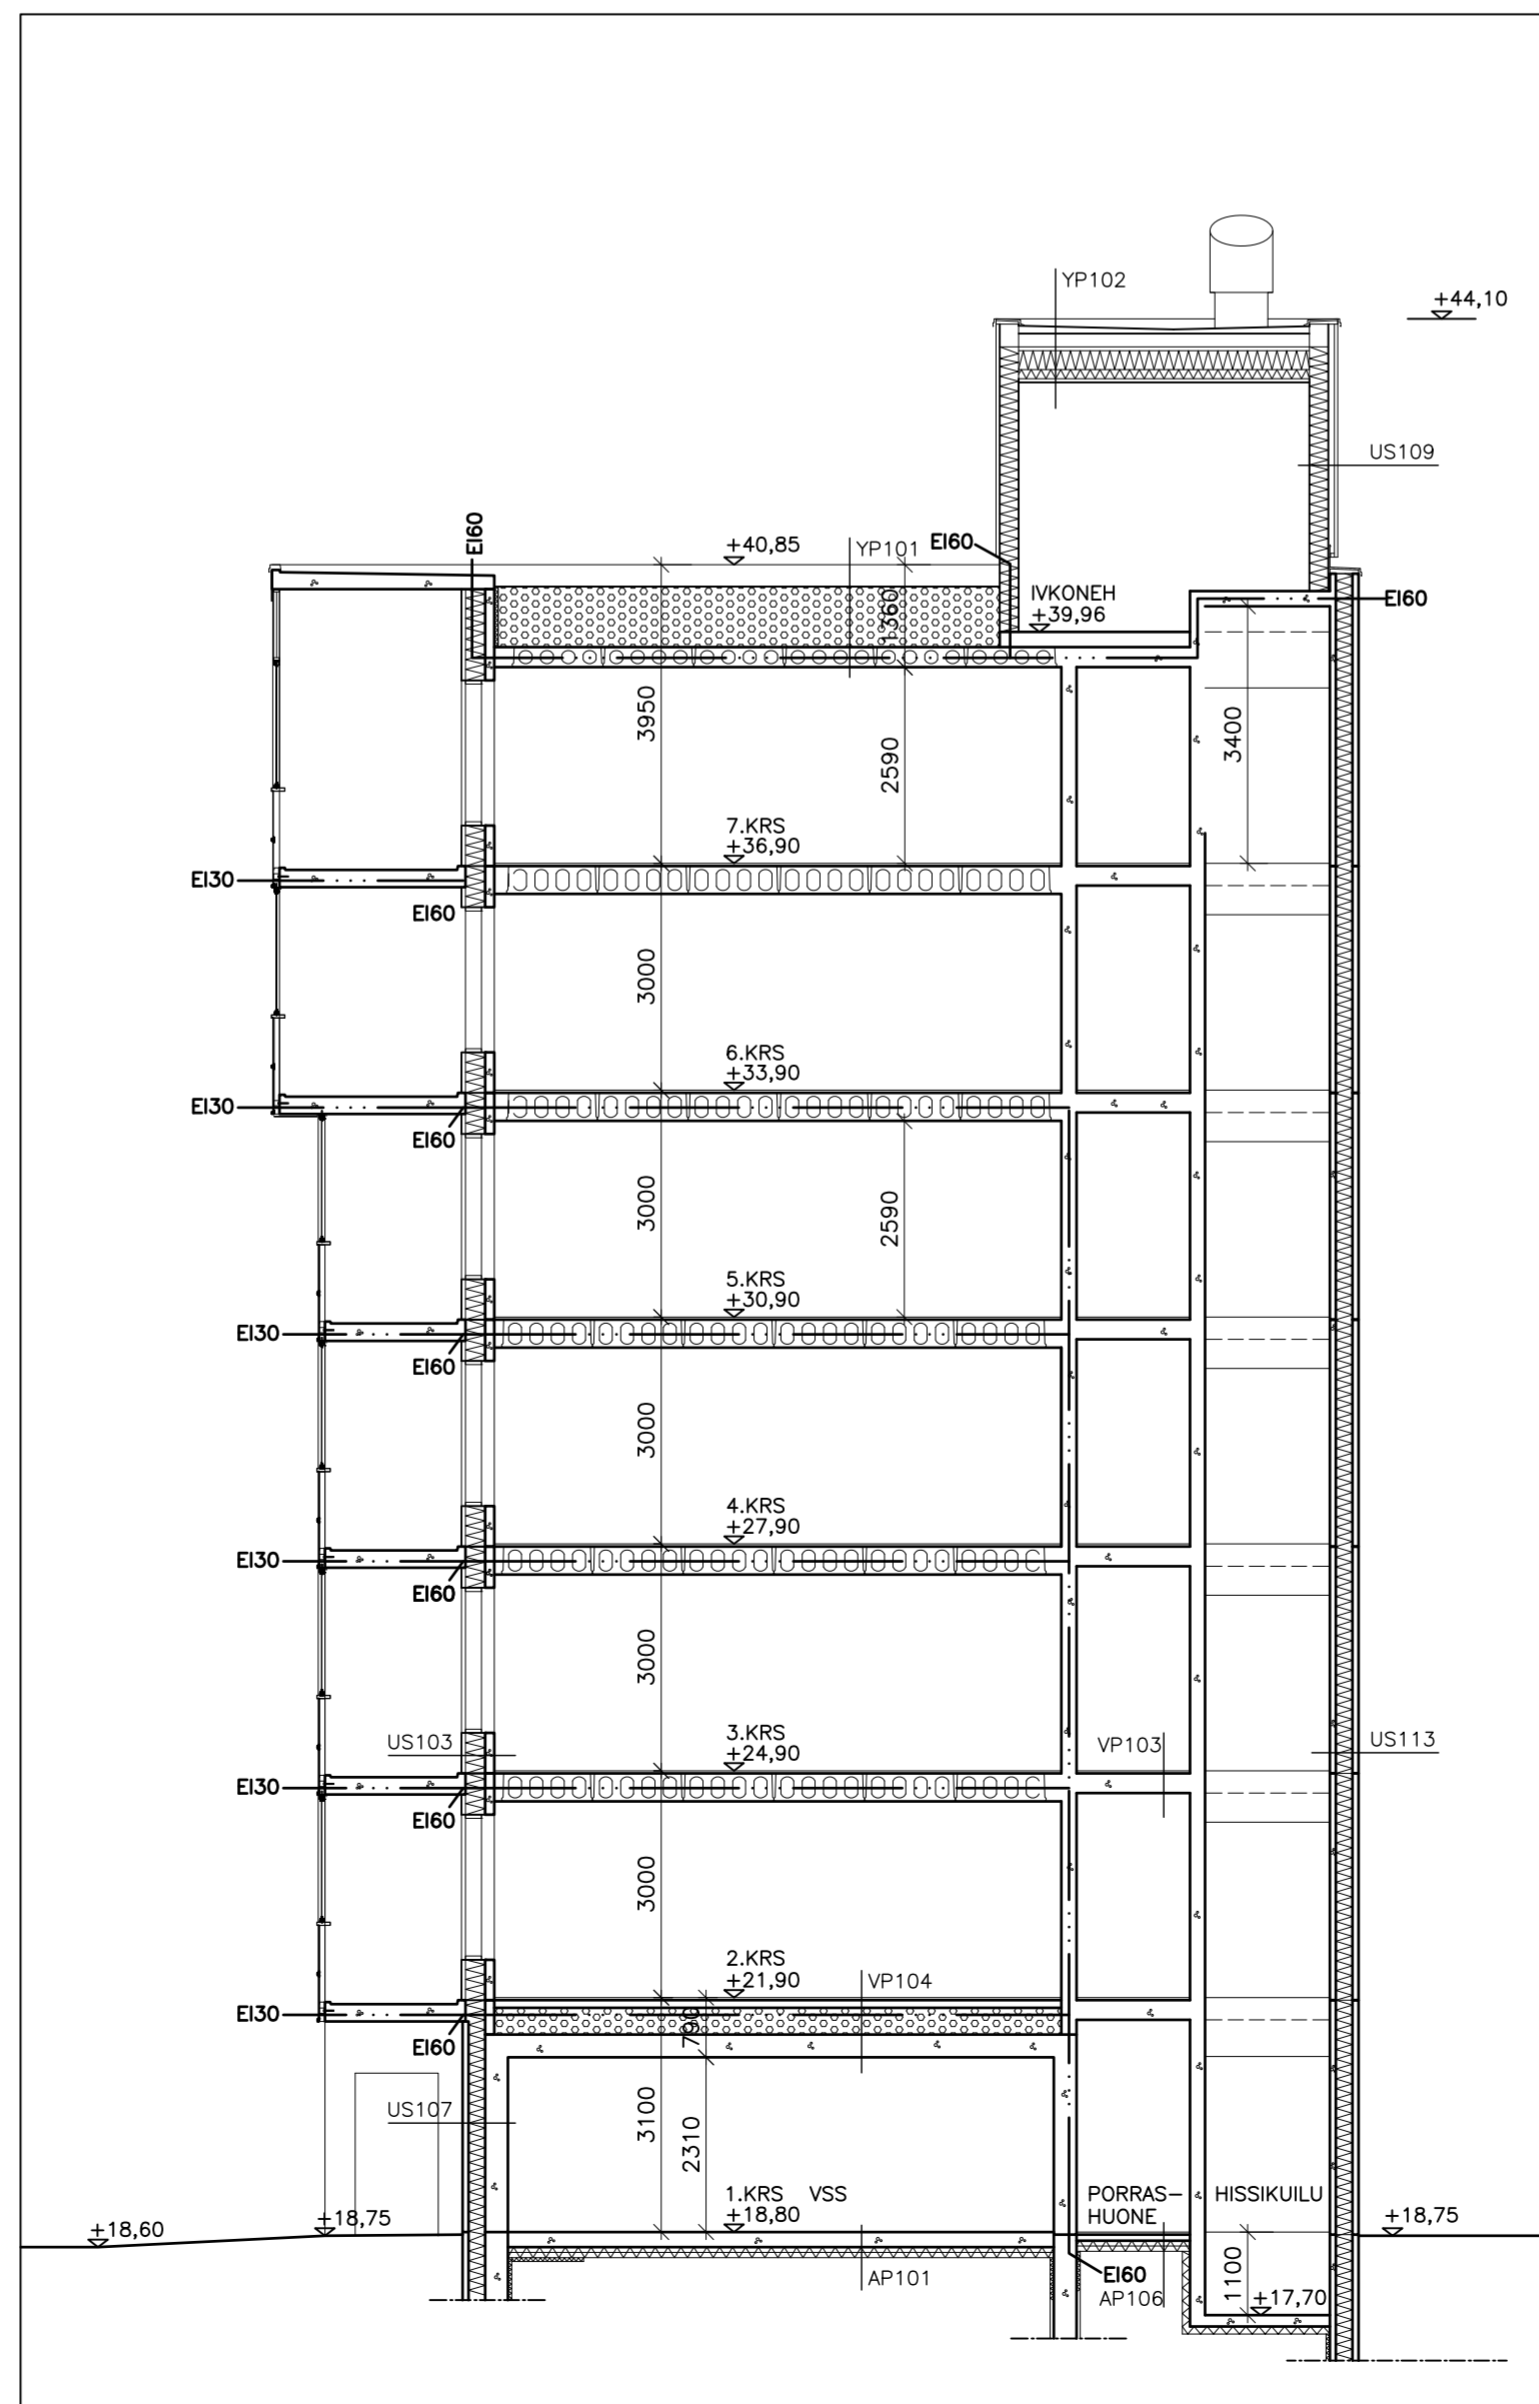 YP102
+44,10
US109
EI60
+40,85
YP101
EI60
IVKONEH
+39,96
EI60
1360
3950
2590
3400
7.KRS
+36,90
EI30
EI60
3000
6.KRS
+33,90
EI30
EI60
3000
2590
5.KRS
+30,90
EI30
EI60
3000
4.KRS
+27,90
EI30
EI60
3000
US103
3.KRS
+24,90
VP103
US113
EI30
EI60
3000
2.KRS
+21,90
VP104
EI30
790
EI60
US107
3100
2310
1.KRS VSS
+18,80
PORRAS-
HUONE
HISSIKUILU
+18,60
+18,75
+18,75
AP101
EI60
AP106
1100
+17,70